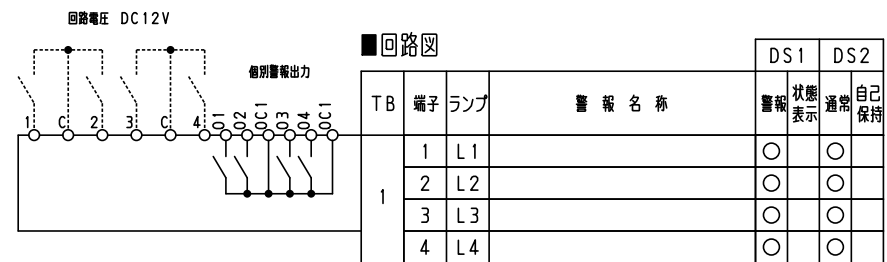 回路電圧 DC12V
■回路図
個別警報出力
1 C 2 3 C 4 O1 O2 OC1 O3 O4 OC1
DS1 DS2
TB 端子 ランプ 警報名称 警報 状態表示 通常 自己保持
1
1 L1 ○ ○
2 L2 ○ ○
3 L3 ○ ○
4 L4 ○ ○